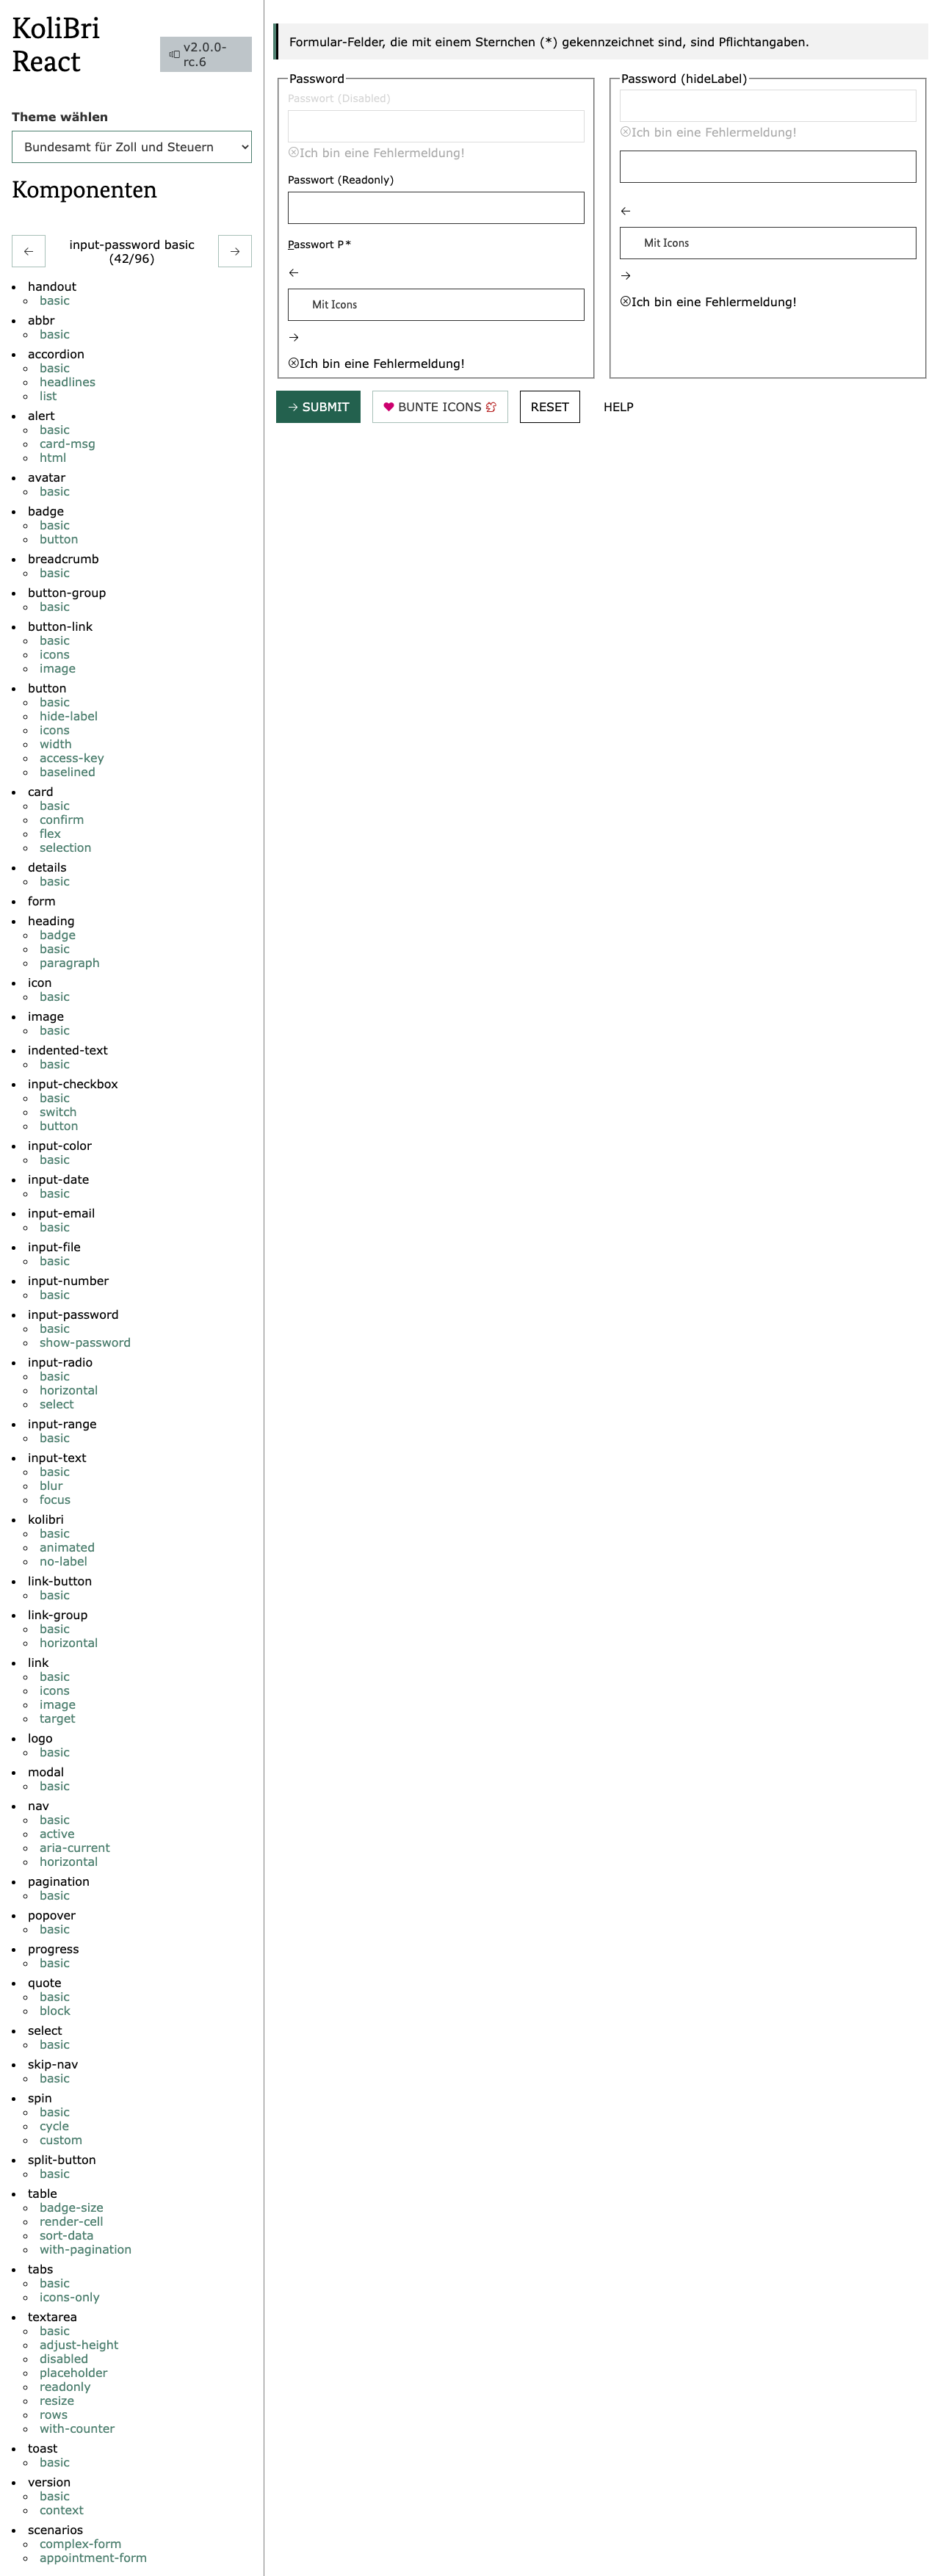 KoliBri
React
v2.0.0-
rc.6
Theme wählen
Bundesamt für Zoll und Steuern
Komponenten
←
input-password basic
(42/96)
→
handout
basic
abbr
basic
accordion
basic
headlines
list
alert
basic
card-msg
html
avatar
basic
badge
basic
button
breadcrumb
basic
button-group
basic
button-link
basic
icons
image
button
basic
hide-label
icons
width
access-key
baselined
card
basic
confirm
flex
selection
details
basic
form
heading
badge
basic
paragraph
icon
basic
image
basic
indented-text
basic
input-checkbox
basic
switch
button
input-color
basic
input-date
basic
input-email
basic
input-file
basic
input-number
basic
input-password
basic
show-password
input-radio
basic
horizontal
select
input-range
basic
input-text
basic
blur
focus
kolibri
basic
animated
no-label
link-button
basic
link-group
basic
horizontal
link
basic
icons
image
target
logo
basic
modal
basic
nav
basic
active
aria-current
horizontal
pagination
basic
popover
basic
progress
basic
quote
basic
block
select
basic
skip-nav
basic
spin
basic
cycle
custom
split-button
basic
table
badge-size
render-cell
sort-data
with-pagination
tabs
basic
icons-only
textarea
basic
adjust-height
disabled
placeholder
readonly
resize
rows
with-counter
toast
basic
version
basic
context
scenarios
complex-form
appointment-form
Formular-Felder, die mit einem Sternchen (*) gekennzeichnet sind, sind Pflichtangaben.
Password
Passwort (Disabled)
Ich bin eine Fehlermeldung!
Passwort (Readonly)
Passwort P*
←
Mit Icons
→
Ich bin eine Fehlermeldung!
Password (hideLabel)
Ich bin eine Fehlermeldung!
←
Mit Icons
→
Ich bin eine Fehlermeldung!
→ SUBMIT
BUNTE ICONS
RESET
HELP